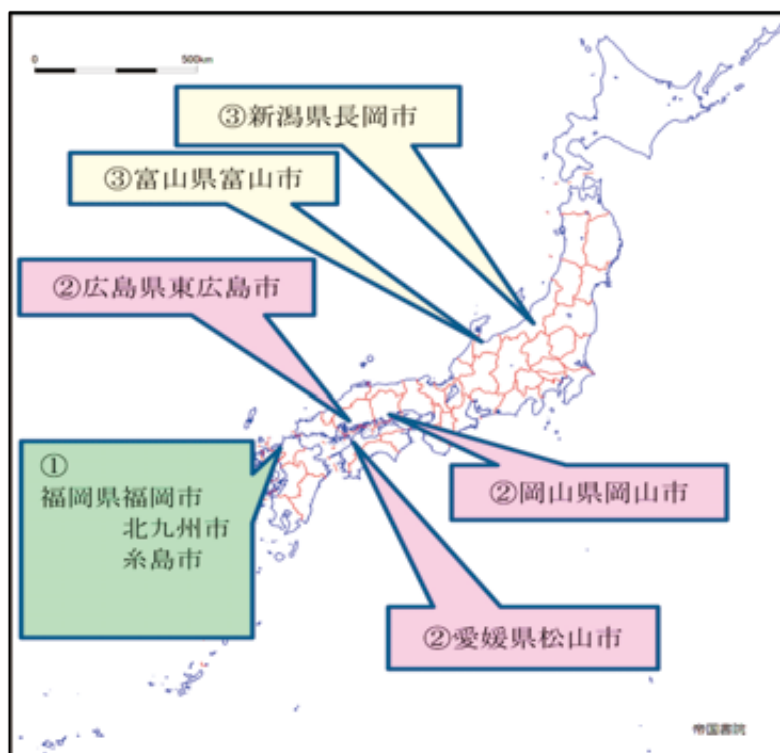 0 500km
③新潟県長岡市
③富山県富山市
②広島県東広島市
①
福岡県福岡市
北九州市
糸島市
②岡山県岡山市
②愛媛県松山市
帝国書院